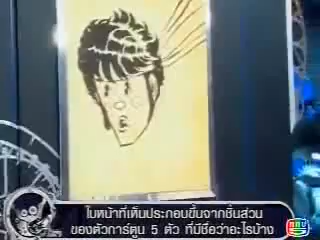 ใบหน้าที่เห็นประกอบขึ้นจากชิ้นส่วน
ของตัวการ์ตูน 5 ตัว ที่มีชื่อว่าอะไรบ้าง